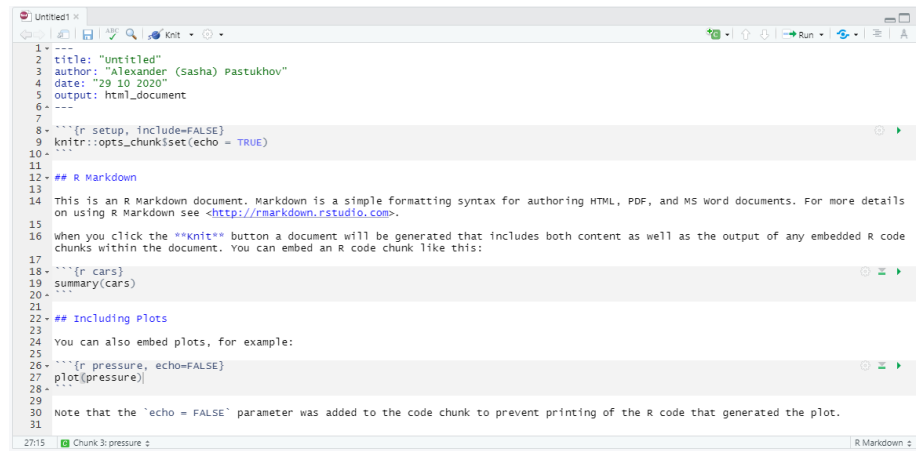 Untitled1 ×
ABC Knit Run
1 ---
2 title: "Untitled"
3 author: "Alexander (Sasha) Pastukhov"
4 date: "29 10 2020"
5 output: html_document
6 ---
7
8 ```{r setup, include=FALSE}
9 knitr::opts_chunk$set(echo = TRUE)
10 ```
11
12 ## R Markdown
13
14 This is an R Markdown document. Markdown is a simple formatting syntax for authoring HTML, PDF, and MS Word documents. For more details
on using R Markdown see <http://rmarkdown.rstudio.com>.
15
16 When you click the **Knit** button a document will be generated that includes both content as well as the output of any embedded R code
chunks within the document. You can embed an R code chunk like this:
17
18 ```{r cars}
19 summary(cars)
20 ```
21
22 ## Including Plots
23
24 You can also embed plots, for example:
25
26 ```{r pressure, echo=FALSE}
27 plot(pressure)
28 ```
29
30 Note that the `echo = FALSE` parameter was added to the code chunk to prevent printing of the R code that generated the plot.
31
27:15 C Chunk 3: pressure R Markdown